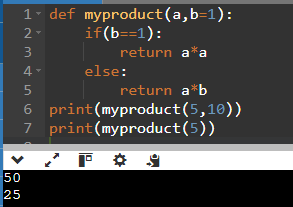 1 def myproduct(a,b=1):
2     if(b==1):
3         return a*a
4     else:
5         return a*b
6 print(myproduct(5,10))
7 print(myproduct(5))
50
25